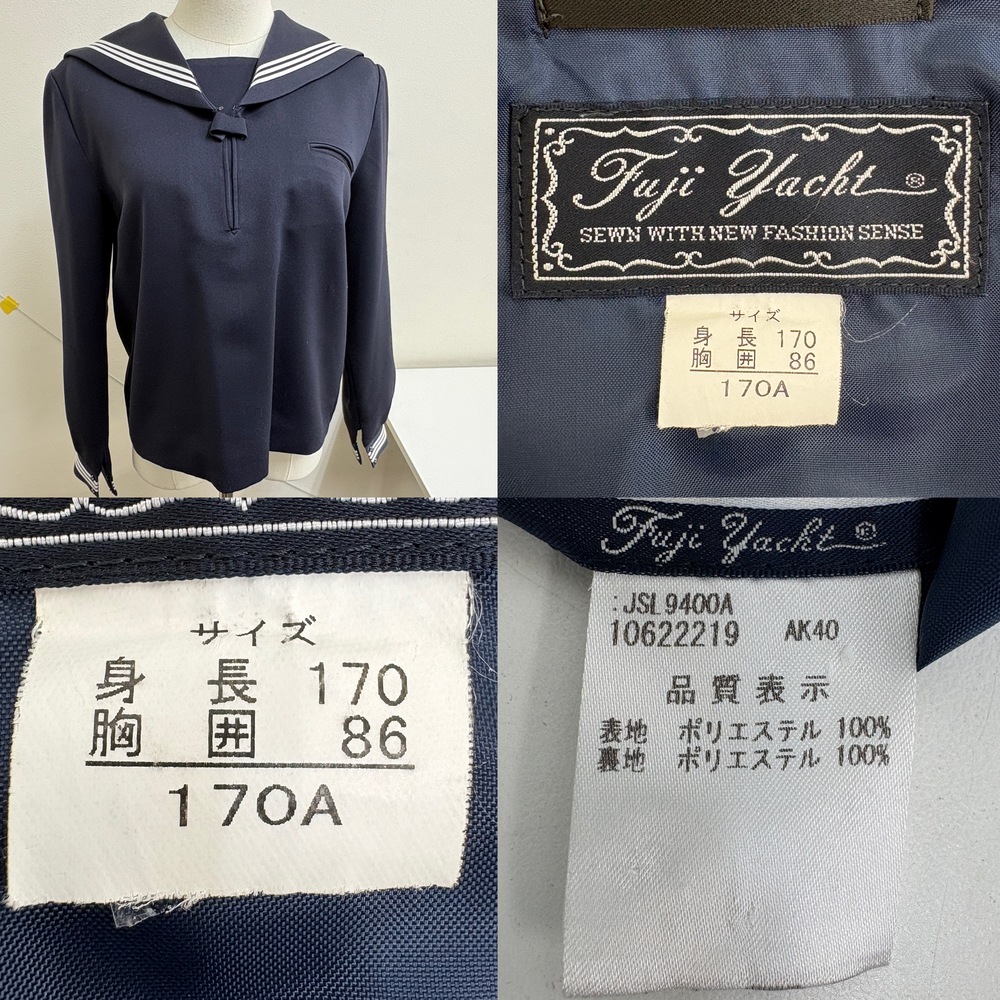 Fuji Yacht®
SEWN WITH NEW FASHION SENSE
サイズ
身長 170
胸囲 86
170A
サイズ
身長 170
胸囲 86
170A
Fuji Yacht®
:JSL9400A
10622219 AK40
品質表示
表地 ポリエステル 100%
裏地 ポリエステル 100%